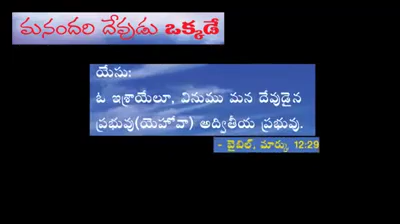 మనందరి దేవుడు ఒక్కడే
యేసు:
ఓ ఇశ్రాయేలూ, వినుము మన దేవుడైన
ప్రభువు(యెహోవా) అద్వితీయ ప్రభువు.
- బైబిల్, మార్కు 12:29